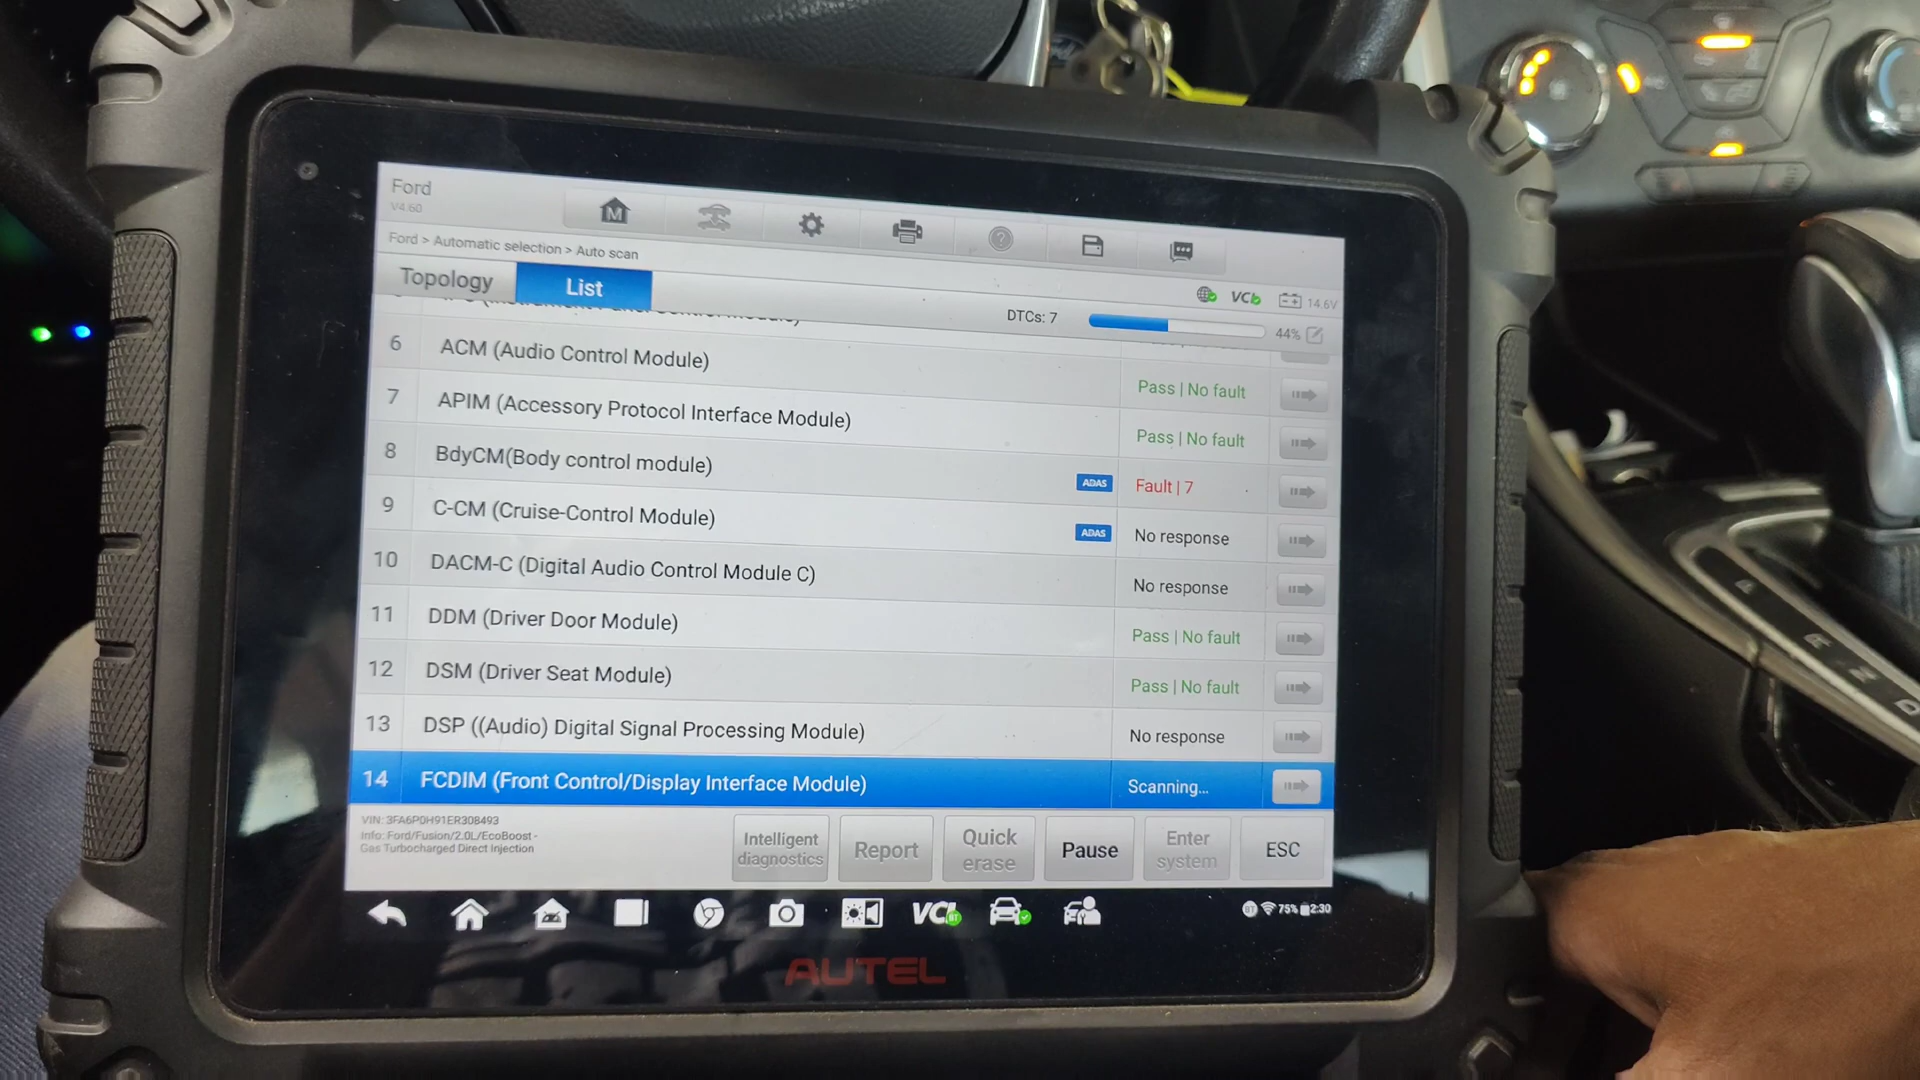 Ford
V4.60
Ford > Automatic selection > Auto scan
Topology
List
VCI
14.6V
DTCs: 7
44%
6 ACM (Audio Control Module) Pass | No fault
7 APIM (Accessory Protocol Interface Module) Pass | No fault
8 BdyCM(Body control module) ADAS Fault | 7
9 C-CM (Cruise-Control Module) ADAS No response
10 DACM-C (Digital Audio Control Module C) No response
11 DDM (Driver Door Module) Pass | No fault
12 DSM (Driver Seat Module) Pass | No fault
13 DSP ((Audio) Digital Signal Processing Module) No response
14 FCDIM (Front Control/Display Interface Module) Scanning...
VIN: 3FA6P0H91ER308493
Info: Ford/Fusion/2.0L/EcoBoost -
Gas Turbocharged Direct Injection
Intelligent
diagnostics
Report
Quick
erase
Pause
Enter
system
ESC
VCI
BT
BT 75% 2:30
AUTEL
P
R
N
D